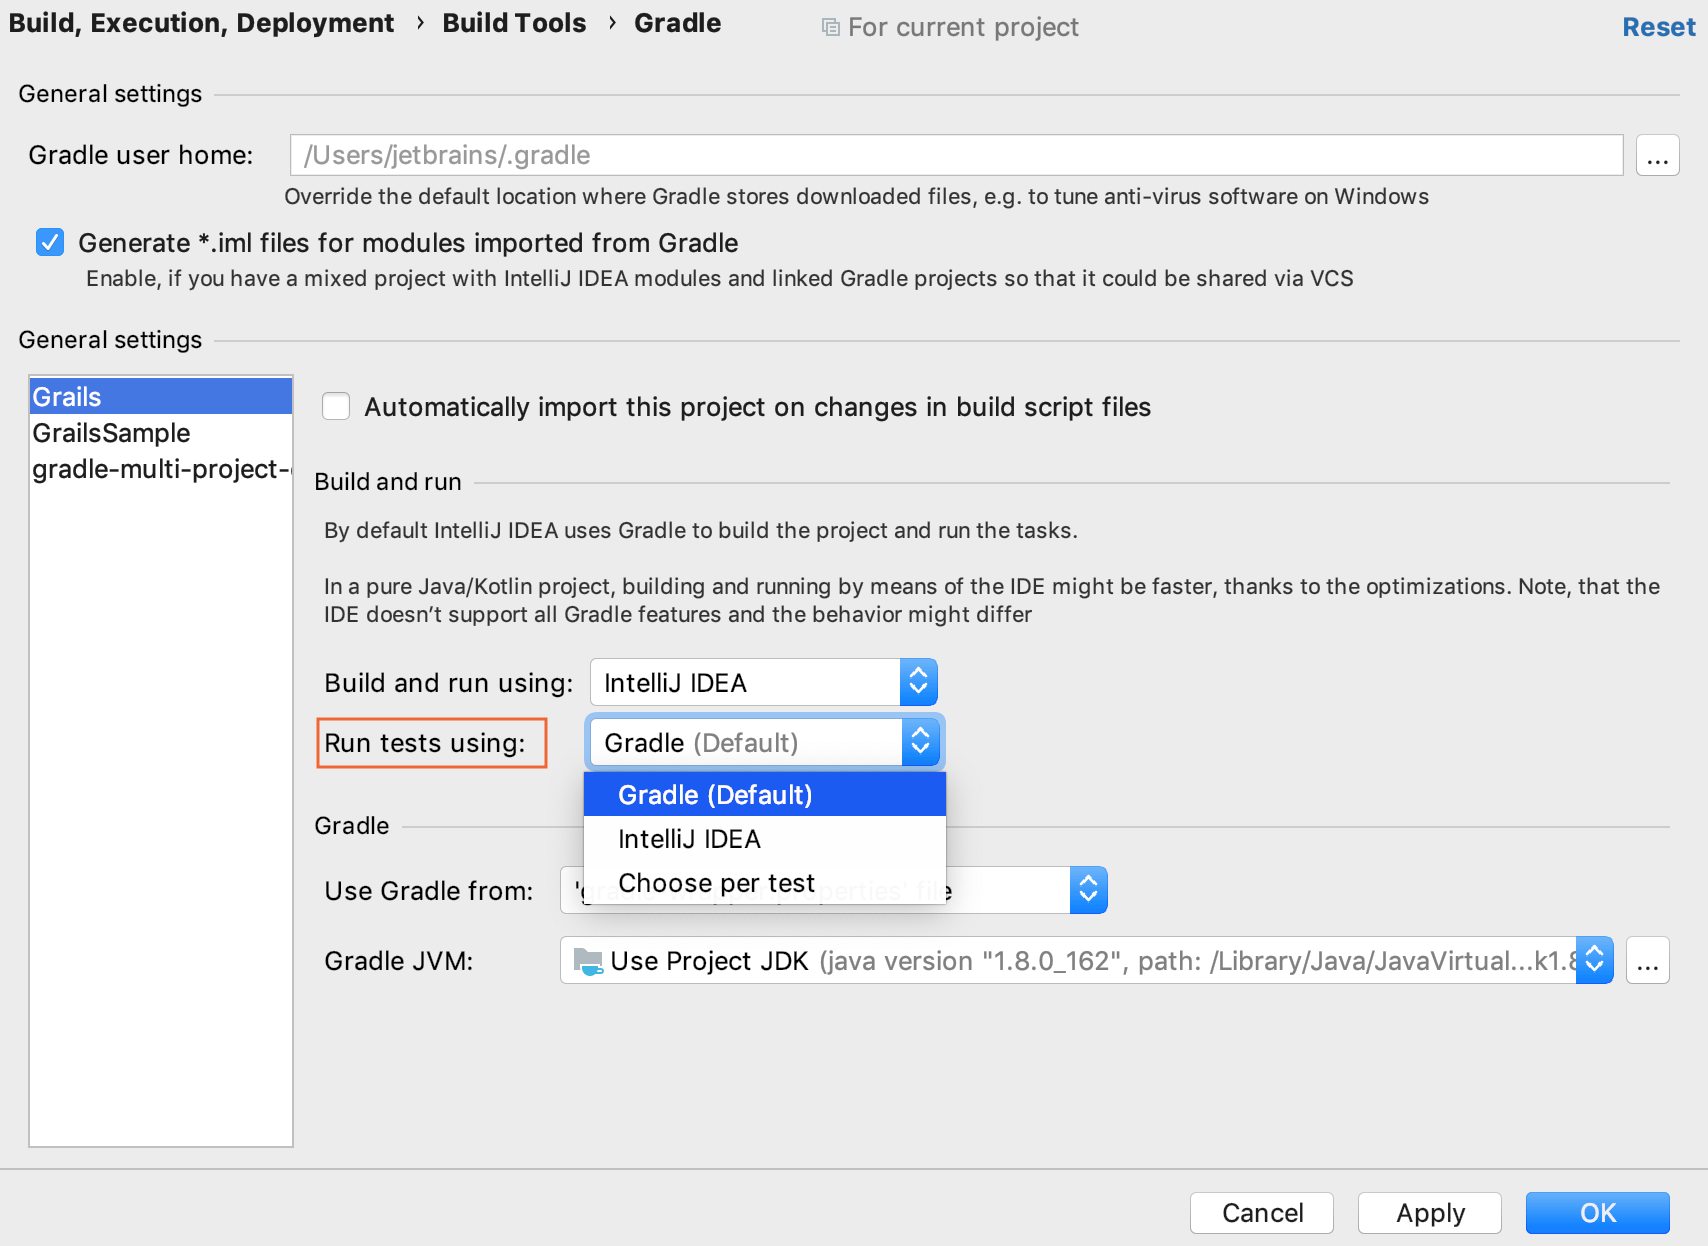 Build, Execution, Deployment › Build Tools › Gradle
For current project
Reset
General settings
Gradle user home: /Users/jetbrains/.gradle ...
Override the default location where Gradle stores downloaded files, e.g. to tune anti-virus software on Windows
Generate *.iml files for modules imported from Gradle
Enable, if you have a mixed project with IntelliJ IDEA modules and linked Gradle projects so that it could be shared via VCS
General settings
Grails
GrailsSample
gradle-multi-project-
Automatically import this project on changes in build script files
Build and run
By default IntelliJ IDEA uses Gradle to build the project and run the tasks.
In a pure Java/Kotlin project, building and running by means of the IDE might be faster, thanks to the optimizations. Note, that the
IDE doesn’t support all Gradle features and the behavior might differ
Build and run using: IntelliJ IDEA
Run tests using: Gradle (Default)
Gradle (Default)
IntelliJ IDEA
Choose per test
Gradle
Use Gradle from: file
Gradle JVM: Use Project JDK (java version "1.8.0_162", path: /Library/Java/JavaVirtual...k1.8 ...
Cancel
Apply
OK